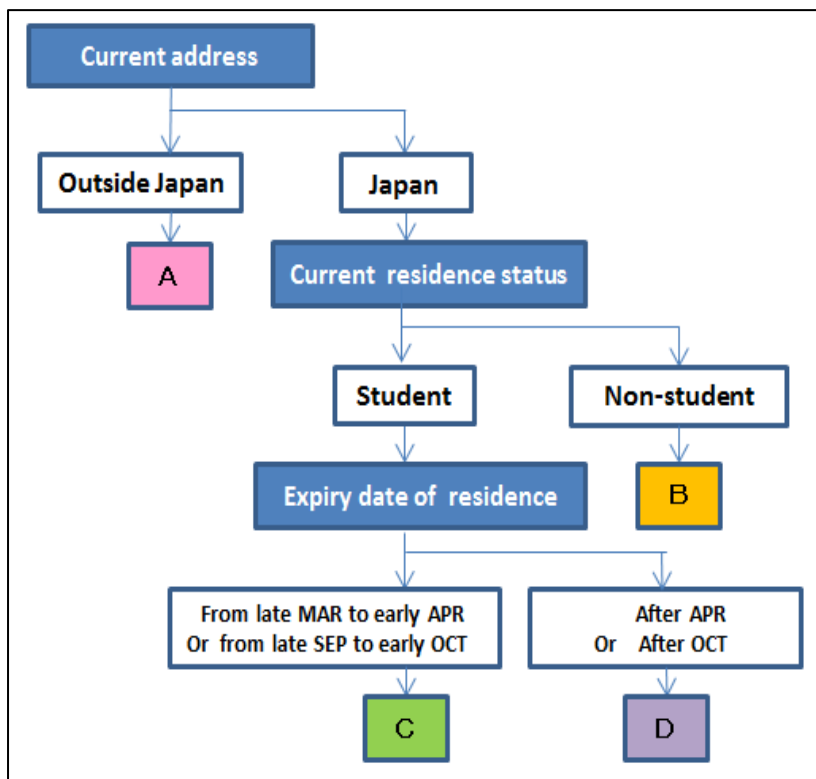 Current address
Outside Japan
Japan
A
Current residence status
Student
Non-student
Expiry date of residence
B
From late MAR to early APR
Or from late SEP to early OCT
After APR
Or After OCT
C
D